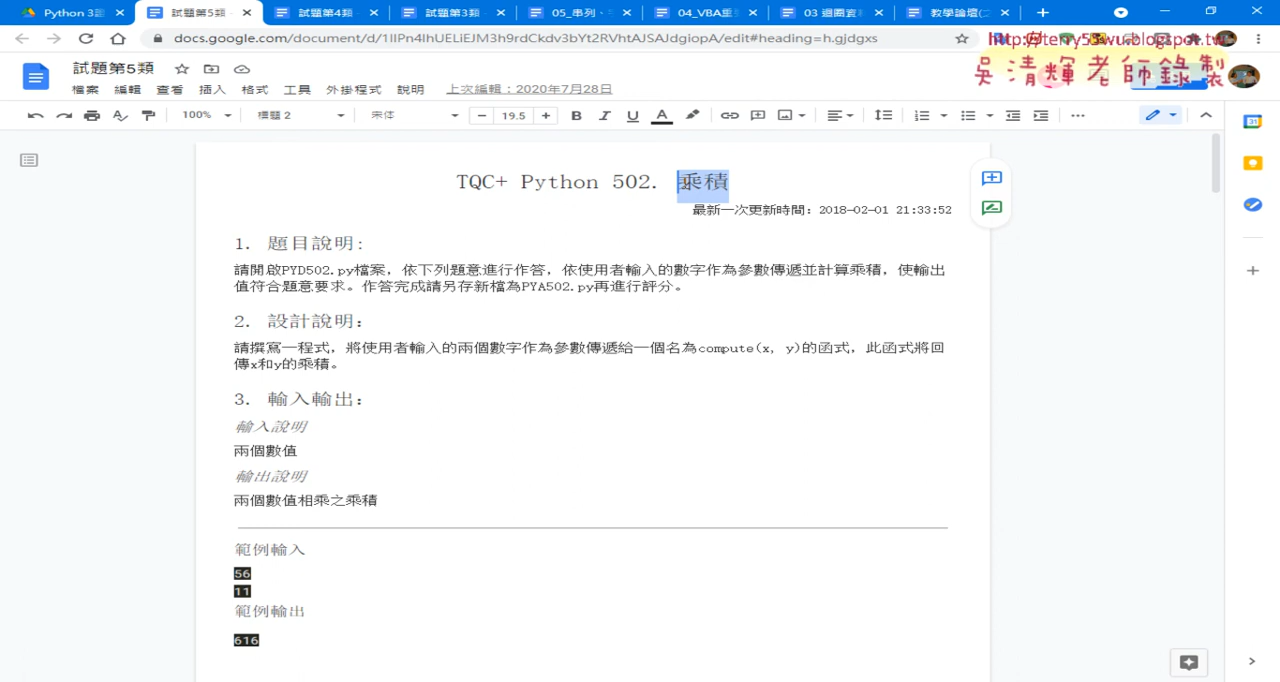 Python 3證
試題第5類
試題第4類
試題第3類
05_串列、
04_VBA重
03 迴圈資
教學論壇(之
docs.google.com/document/d/1IIPn4IhUELiEJM3h9rdCkdv3bYt2RVhtAJSAJdgiopA/edit#heading=h.gjdgxs
http://terry55wu.blogspot.tw
吳清輝老師錄製
試題第5類
檔案 編輯 查看 插入 格式 工具 外掛程式 說明 上次編輯：2020年7月28日
100% 標題 2 宋体 − 19.5 + B I U A
TQC+ Python 502. 乘積
最新一次更新時間：2018-02-01 21:33:52
1. 題目說明:
請開啟PYD502.py檔案，依下列題意進行作答，依使用者輸入的數字作為參數傳遞並計算乘積，使輸出
值符合題意要求。作答完成請另存新檔為PYA502.py再進行評分。
2. 設計說明：
請撰寫一程式，將使用者輸入的兩個數字作為參數傳遞給一個名為compute(x, y)的函式，此函式將回
傳x和y的乘積。
3. 輸入輸出：
輸入說明
兩個數值
輸出說明
兩個數值相乘之乘積
範例輸入
56
11
範例輸出
616